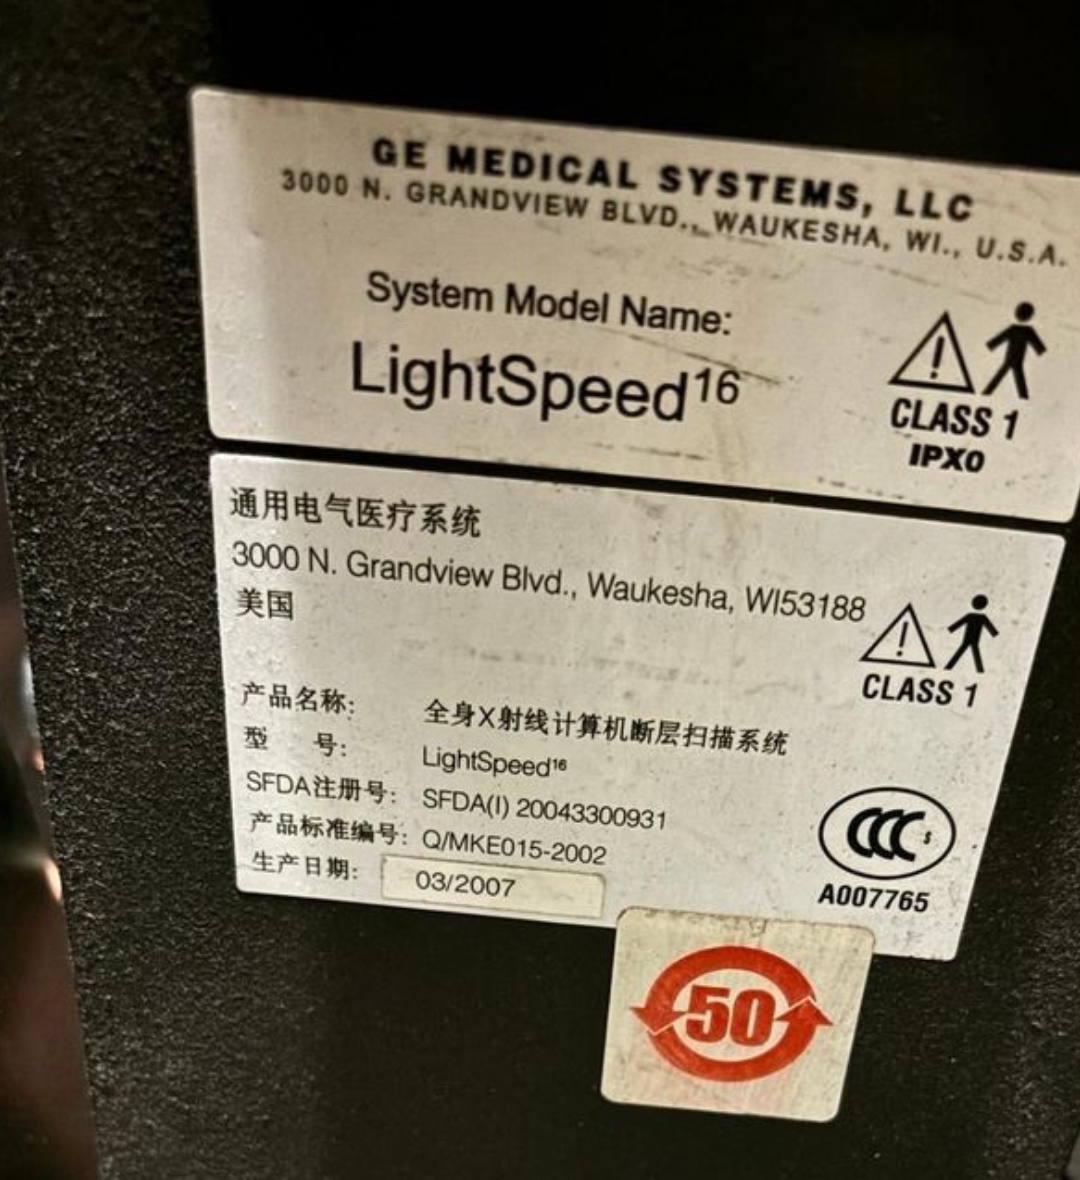 GE MEDICAL SYSTEMS, LLC
3000 N. GRANDVIEW BLVD., WAUKESHA, WI., U.S.A.
System Model Name:
LightSpeed¹⁶
CLASS 1
IPX0
通用电气医疗系统
3000 N. Grandview Blvd., Waukesha, WI53188
美国
CLASS 1
产品名称: 全身X射线计算机断层扫描系统
型 号: LightSpeed¹⁶
SFDA注册号: SFDA(I) 20043300931
产品标准编号: Q/MKE015-2002
生产日期: 03/2007
CCC S
A007765
50